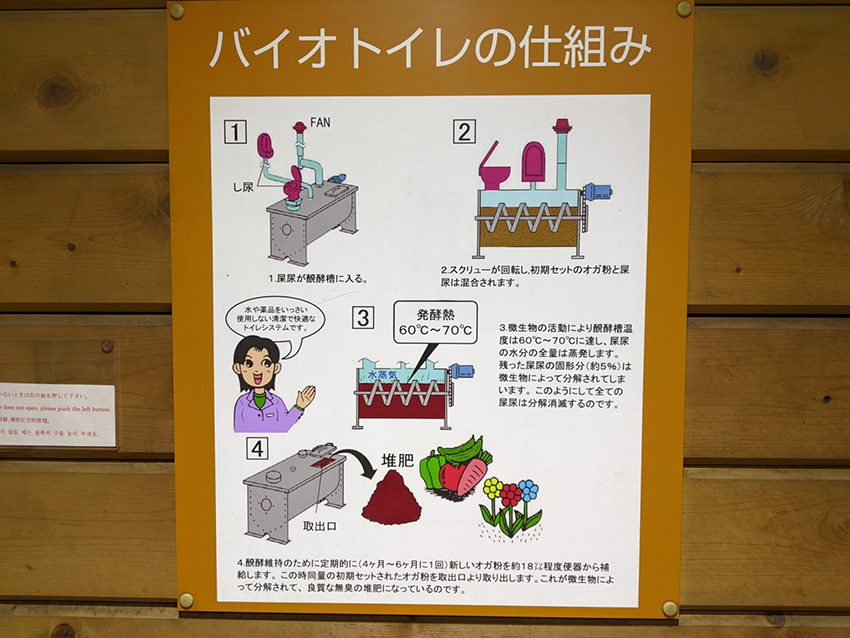 バイオトイレの仕組み
1
FAN
し尿
1.屎尿が醗酵槽に入る。
2
2.スクリューが回転し、初期セットのオガ粉と屎
尿は混合されます。
水や薬品をいっさい
使用しない清潔で快適な
トイレシステムです。
3
発酵熱
60℃～70℃
水蒸気
3.微生物の活動により醗酵槽温
度は60℃～70℃に達し、屎尿
の水分の全量は蒸発します。
残った屎尿の固形分(約5%)は
微生物によって分解されてしま
います。このようにして全ての
屎尿は分解消滅するのです。
4
堆肥
取出口
4.醗酵維持のために定期的に(4ヶ月～6ヶ月に1回)新しいオガ粉を約18㍑程度便器から補
給します。この時同量の初期セットされたオガ粉を取出口より取り出します。これが微生物によ
って分解されて、良質な無臭の堆肥になっているのです。
ないときは左の釦を押して下さい。
does not open, please push the left button.